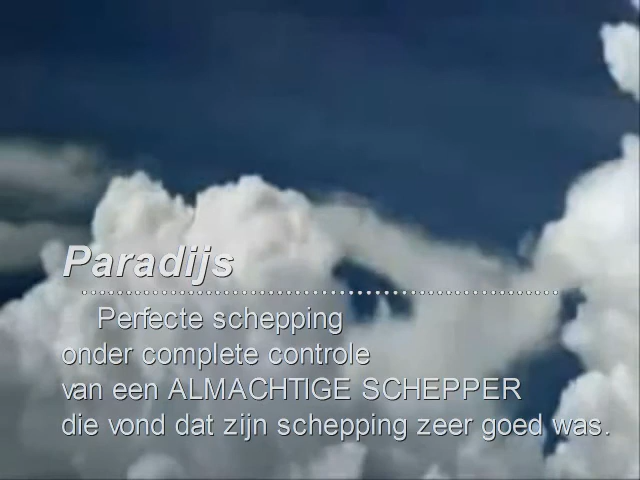 Paradijs
Perfecte schepping
onder complete controle
van een ALMACHTIGE SCHEPPER
die vond dat zijn schepping zeer goed was.